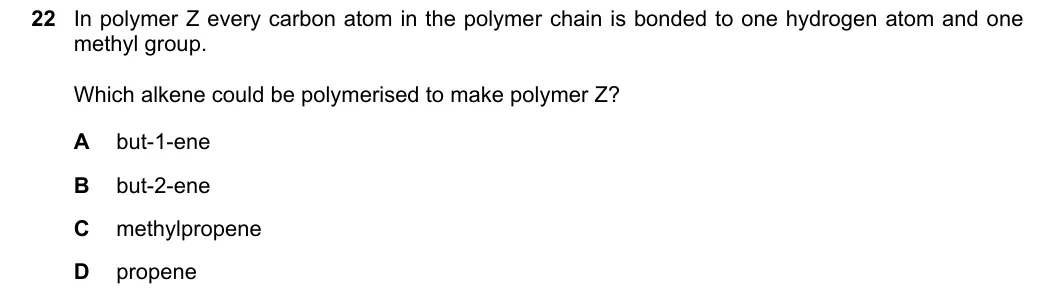 22 In polymer Z every carbon atom in the polymer chain is bonded to one hydrogen atom and one
methyl group.
Which alkene could be polymerised to make polymer Z?
A but-1-ene
B but-2-ene
C methylpropene
D propene